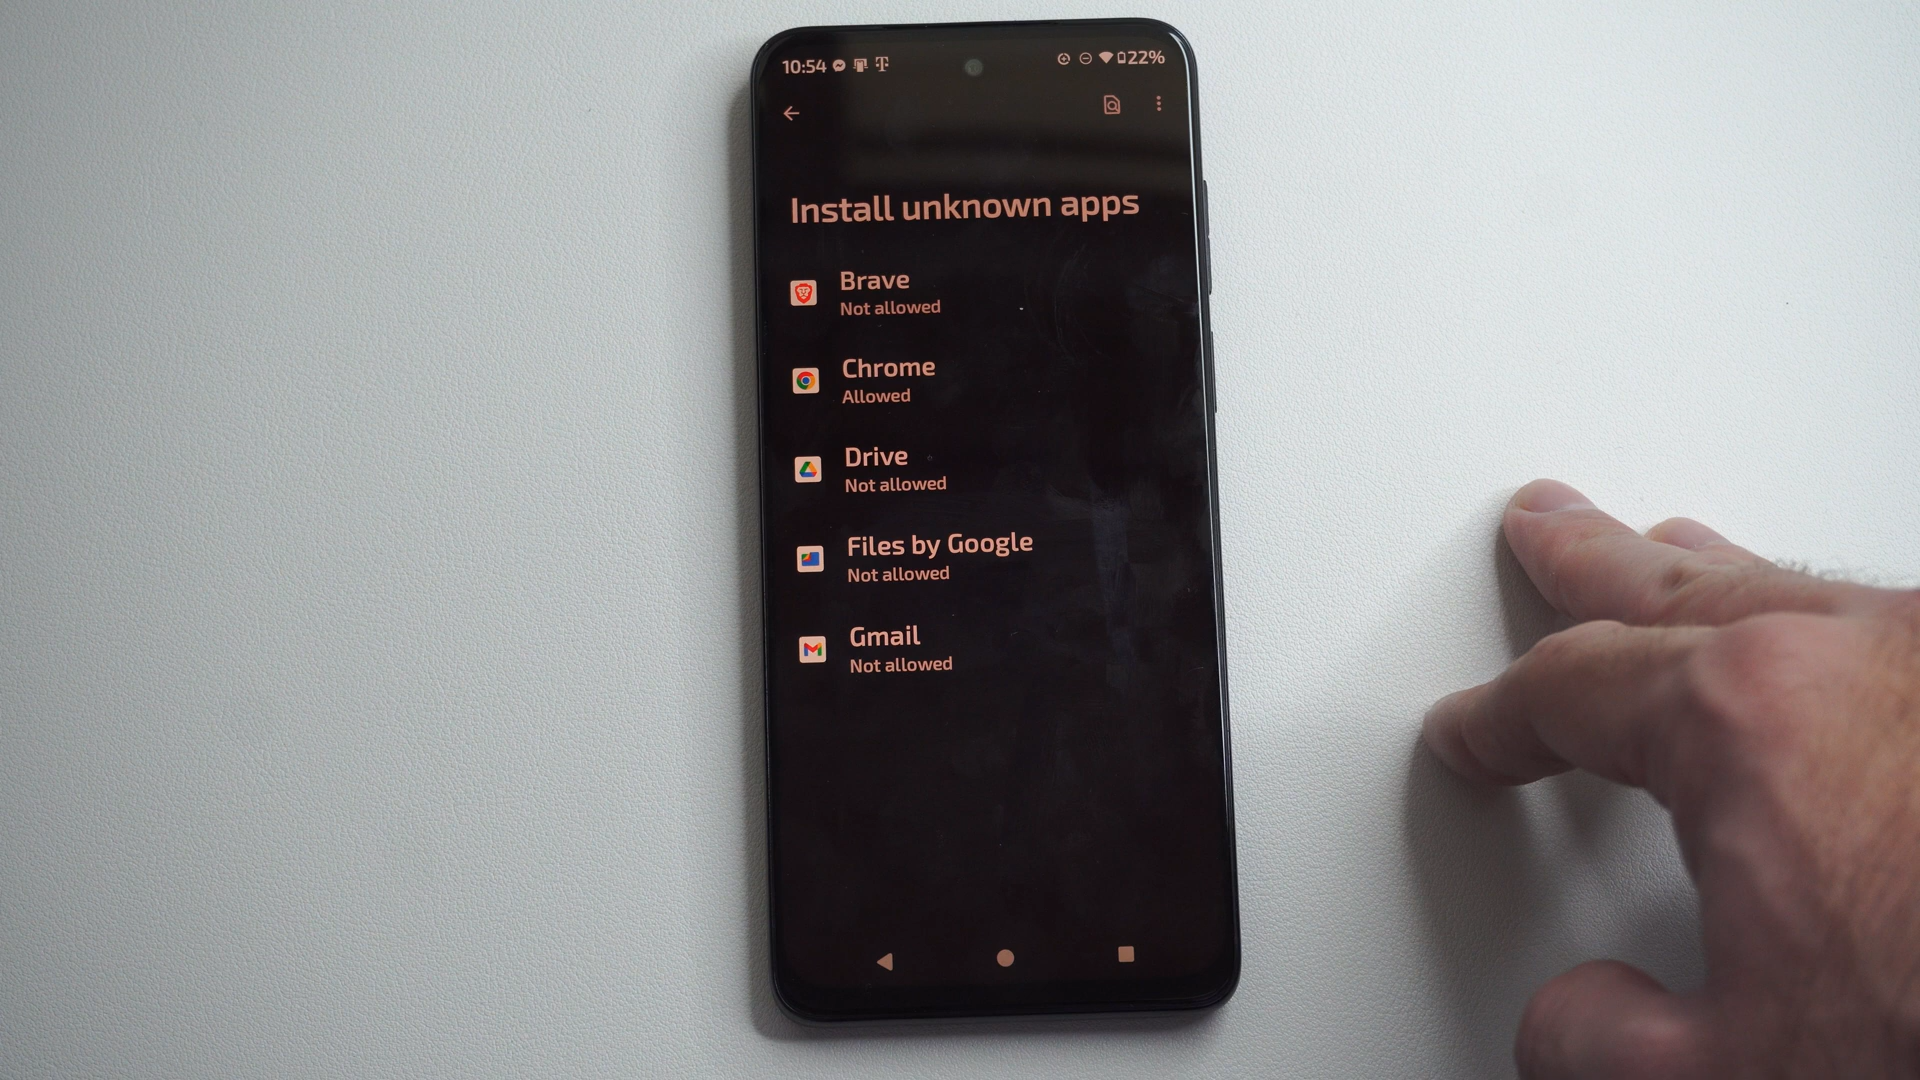 10:54 22%
Install unknown apps
Brave
Not allowed
Chrome
Allowed
Drive
Not allowed
Files by Google
Not allowed
Gmail
Not allowed